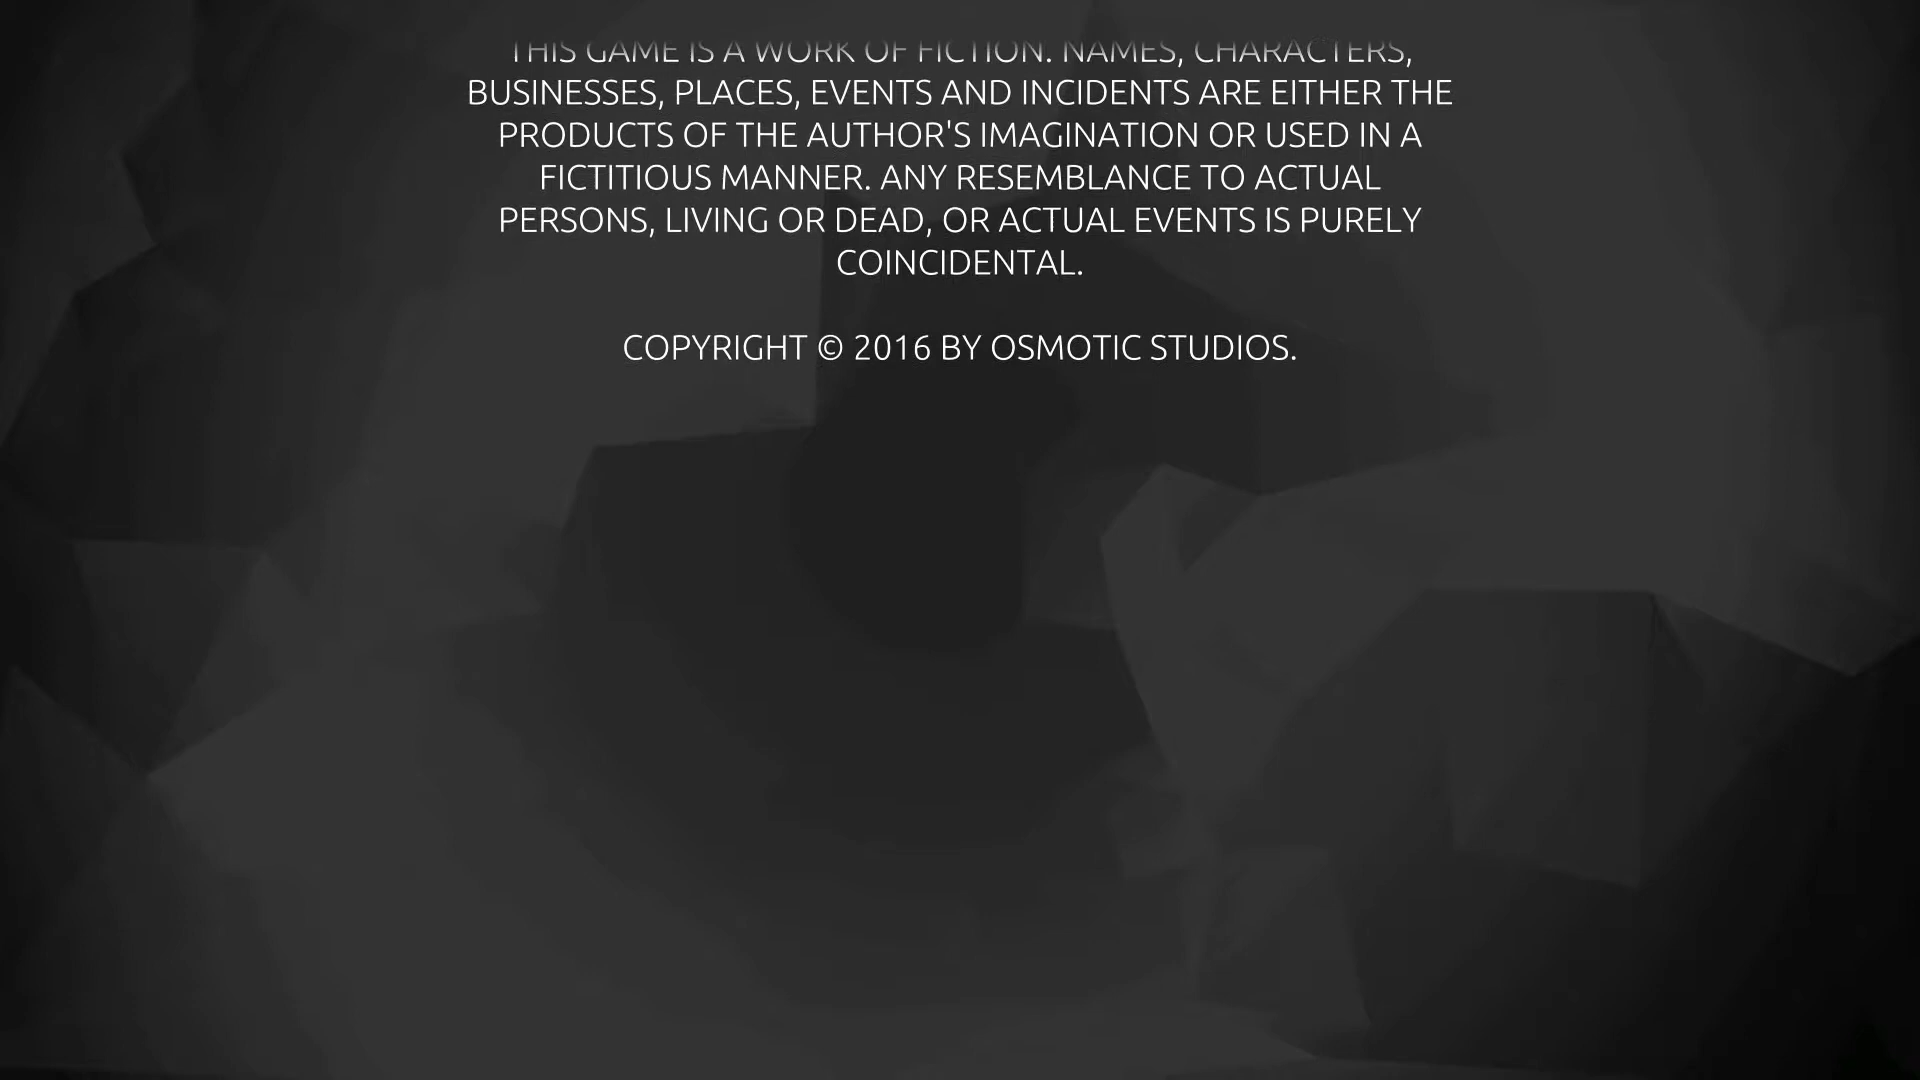 THIS GAME IS A WORK OF FICTION. NAMES, CHARACTERS,
BUSINESSES, PLACES, EVENTS AND INCIDENTS ARE EITHER THE
PRODUCTS OF THE AUTHOR'S IMAGINATION OR USED IN A
FICTITIOUS MANNER. ANY RESEMBLANCE TO ACTUAL
PERSONS, LIVING OR DEAD, OR ACTUAL EVENTS IS PURELY
COINCIDENTAL.
COPYRIGHT © 2016 BY OSMOTIC STUDIOS.